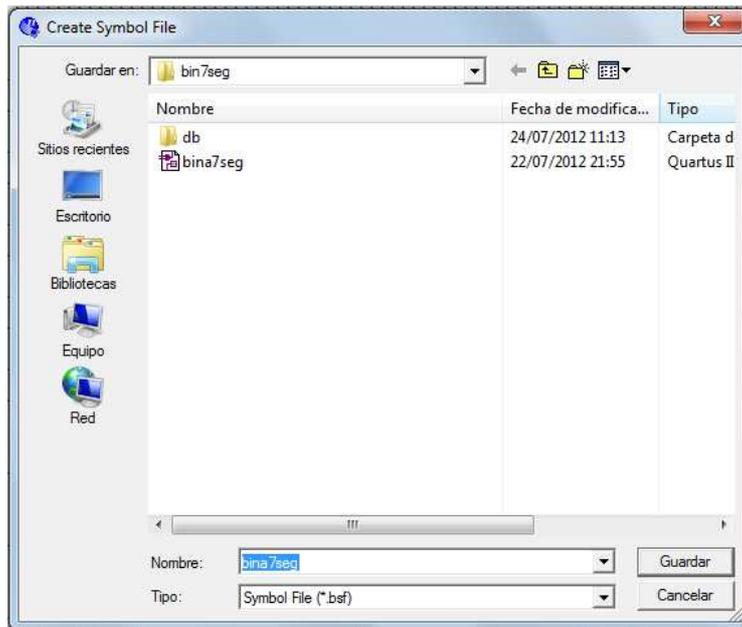 Create Symbol File
Guardar en: bin7seg
Nombre Fecha de modifica... Tipo
db 24/07/2012 11:13 Carpeta d
bina7seg 22/07/2012 21:55 Quartus II
Sitios recientes
Escritorio
Bibliotecas
Equipo
Red
Nombre: bina7seg Guardar
Tipo: Symbol File (*.bsf) Cancelar